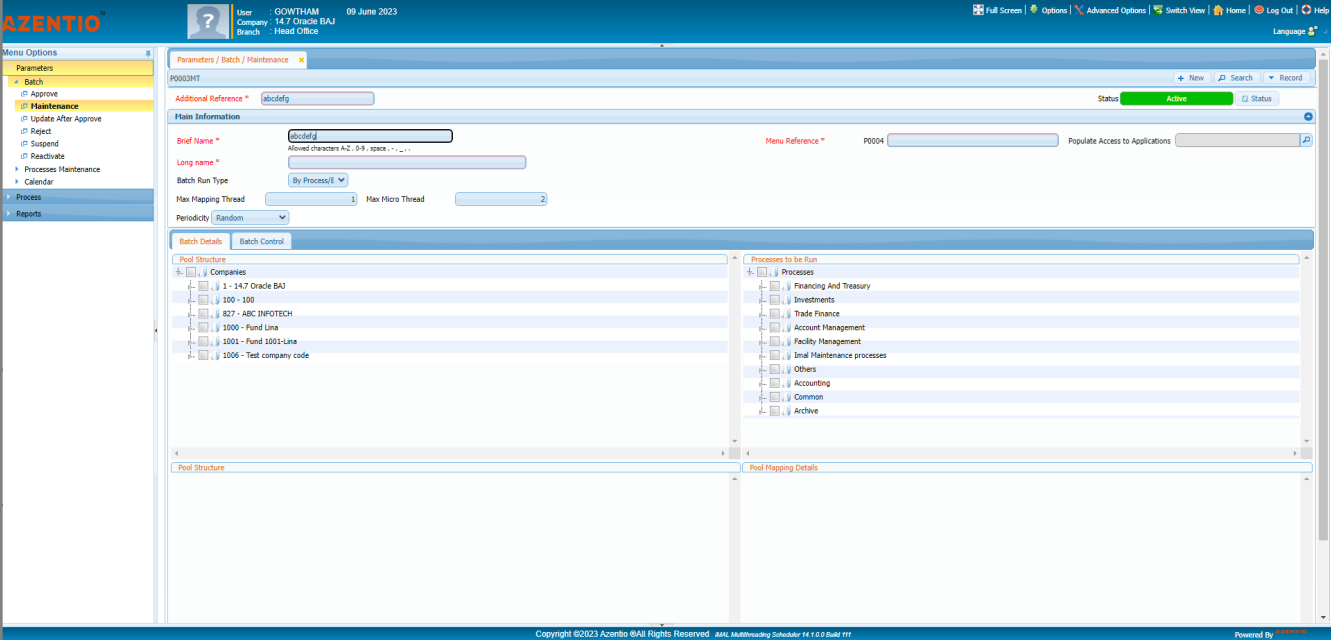 AZENTIO™
User : GOWTHAM 09 June 2023
Company : 14.7 Oracle BAJ
Branch : Head Office
Full Screen | Options | Advanced Options | Switch View | Home | Log Out | Help
Language
Menu Options
Parameters
Batch
Approve
Maintenance
Update After Approve
Reject
Suspend
Reactivate
Processes Maintenance
Calendar
Process
Reports
Parameters / Batch / Maintenance
P0003MT
New Search Record
Additional Reference * abcdefg
Status Active Status
Main Information
Brief Name * abcdefg
Allowed characters A-Z , 0-9 , space , - , _ , ,
Menu Reference * P0004 Populate Access to Applications
Long name *
Batch Run Type By Process/E
Max Mapping Thread 1 Max Micro Thread 2
Periodicity Random
Batch Details Batch Control
Pool Structure
Companies
1 - 14.7 Oracle BAJ
100 - 100
827 - ABC INFOTECH
1000 - Fund Lina
1001 - Fund 1001-Lina
1006 - Test company code
Processes to be Run
Processes
Financing And Treasury
Investments
Trade Finance
Account Management
Facility Management
Imal Maintenance processes
Others
Accounting
Common
Archive
Pool Structure
Pool Mapping Details
Copyright ©2023 Azentio ®All Rights Reserved iMAL Multithreading Scheduler 14.1.0.0 Build 111
Powered By AZENTIO